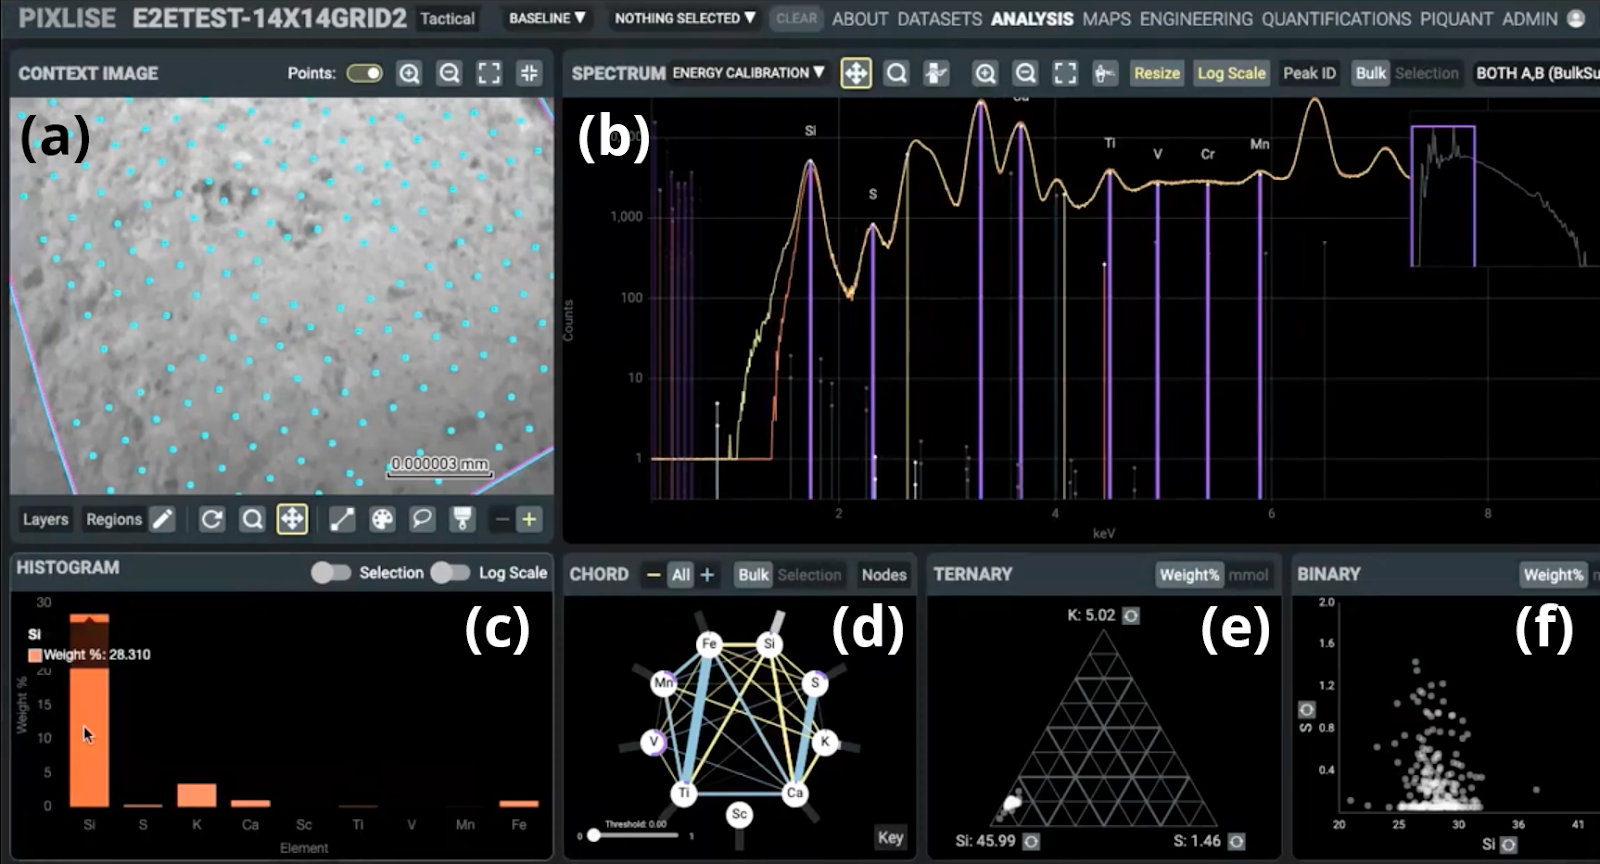 PIXLISE E2ETEST-14X14GRID2 Tactical BASELINE ▼ NOTHING SELECTED ▼ CLEAR ABOUT DATASETS ANALYSIS MAPS ENGINEERING QUANTIFICATIONS PIQUANT ADMIN
CONTEXT IMAGE Points:
(a)
0.000003 mm
Layers Regions
SPECTRUM ENERGY CALIBRATION ▼ Resize Log Scale Peak ID Bulk Selection BOTH A,B (BulkSu
(b)
Si S Ca Ti V Cr Mn
1,000
100
10
1
Counts
2 4 6 8
keV
HISTOGRAM Selection Log Scale
(c)
30
Si
Weight %: 28.310
20
15
10
5
0
Weight %
Si S K Ca Sc Ti V Mn Fe
Element
CHORD All Bulk Selection Nodes
(d)
Fe Si
Mn S
V K
Ti Ca
Sc
Threshold: 0.00
0 1
Key
TERNARY Weight% mmol
(e)
K: 5.02
Si: 45.99 S: 1.46
BINARY Weight%
(f)
2.0
1.6
1.2
0.8
0.4
S
20 25 30 36 41
Si